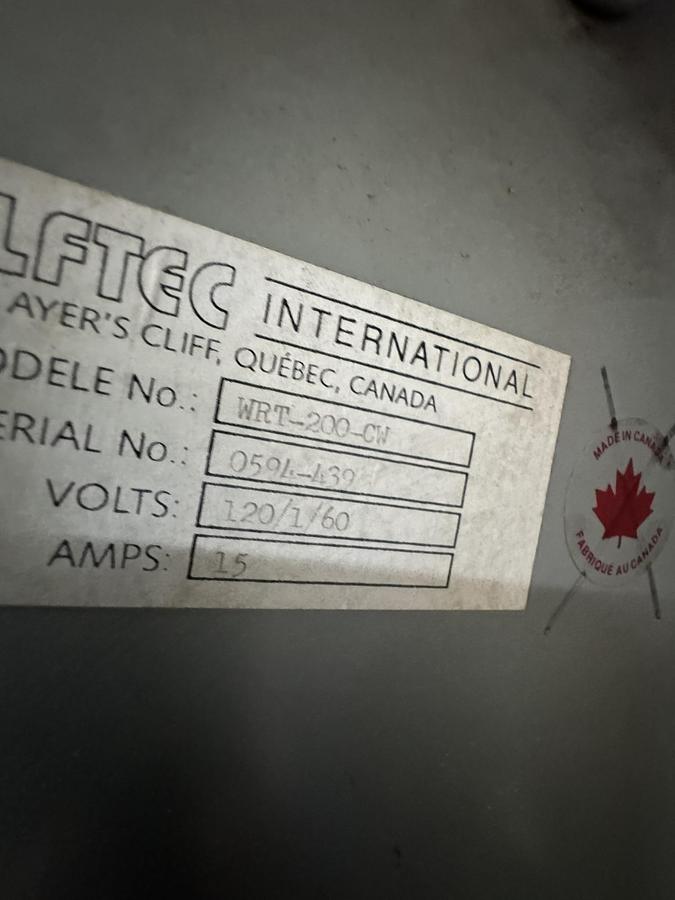 LFTEC INTERNATIONAL
AYER'S CLIFF, QUÉBEC, CANADA
ODELE No.: WRT-200-CW
ERIAL No.: 0594-439
VOLTS: 120/1/60
AMPS: 15
MADE IN CANADA
FABRIQUÉ AU CANADA